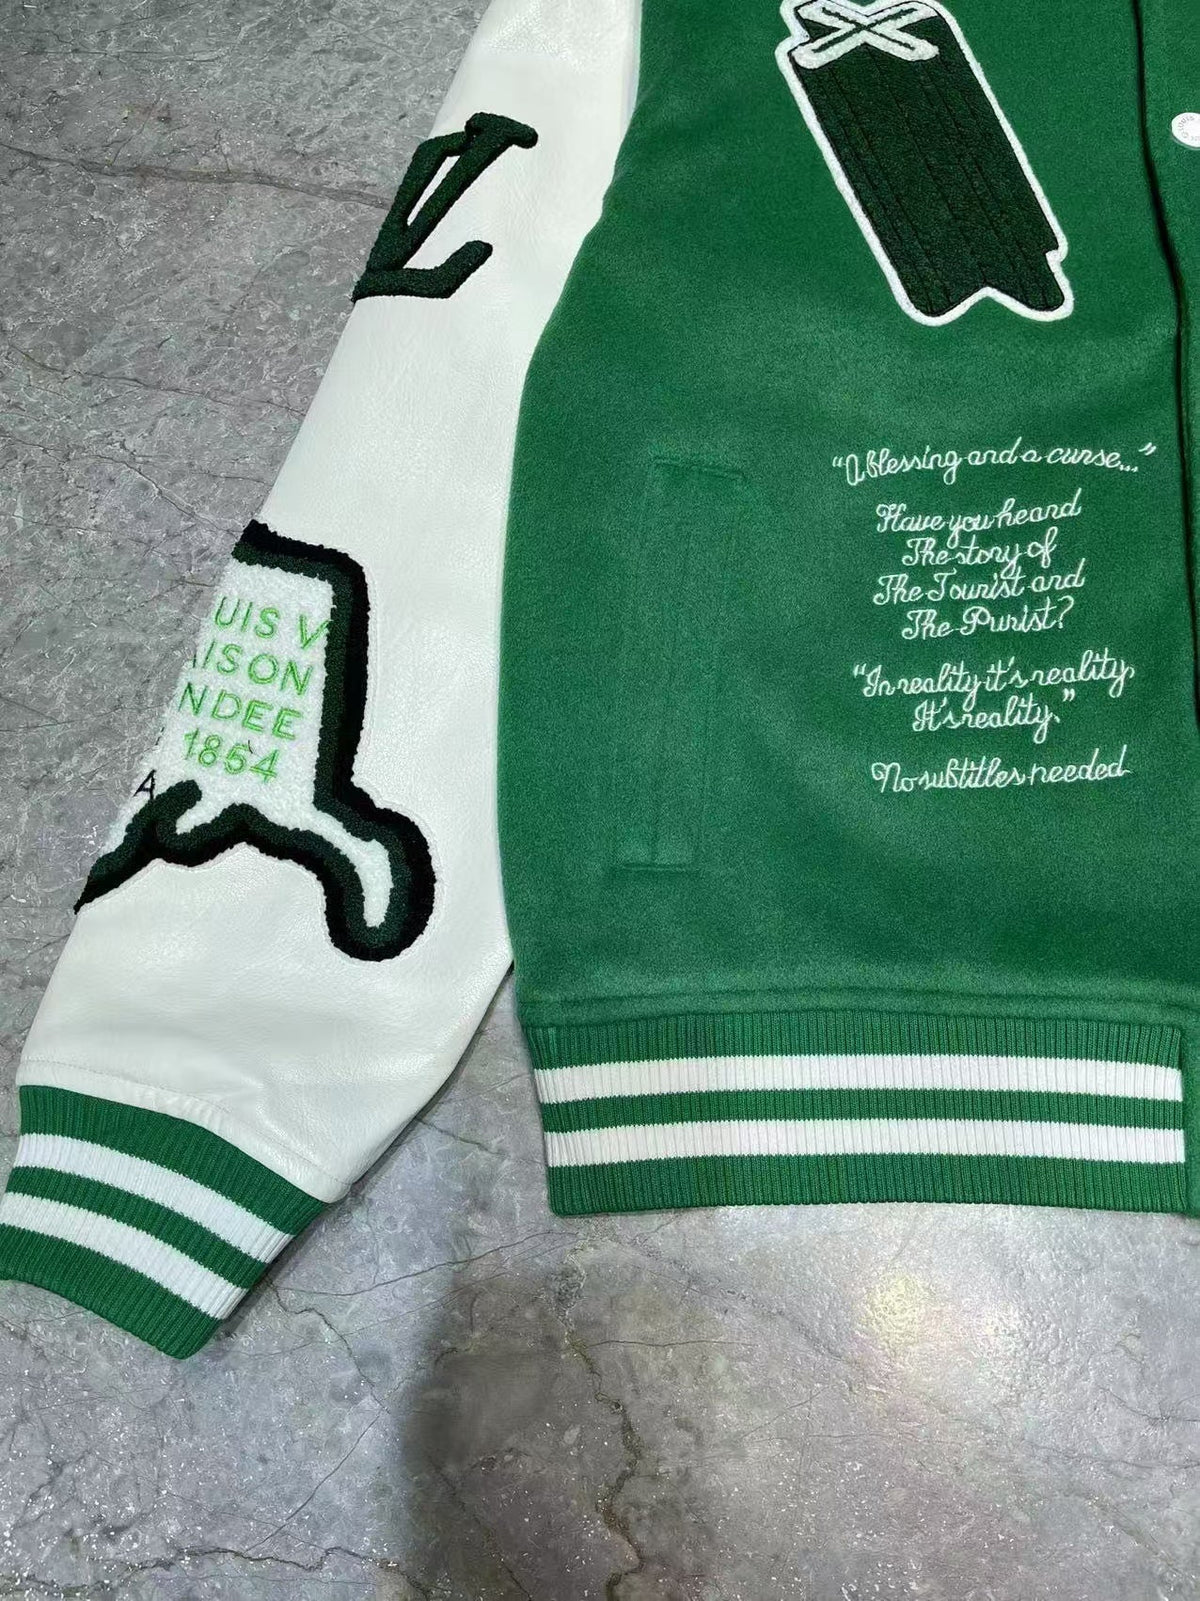 LV
UIS V
AISON
NDEE
1854
A
“A blessing and a curse...”
Have you heard
The story of
The Tourist and
The Purist?
“In reality it's reality,
It's reality.”
No subtitles needed